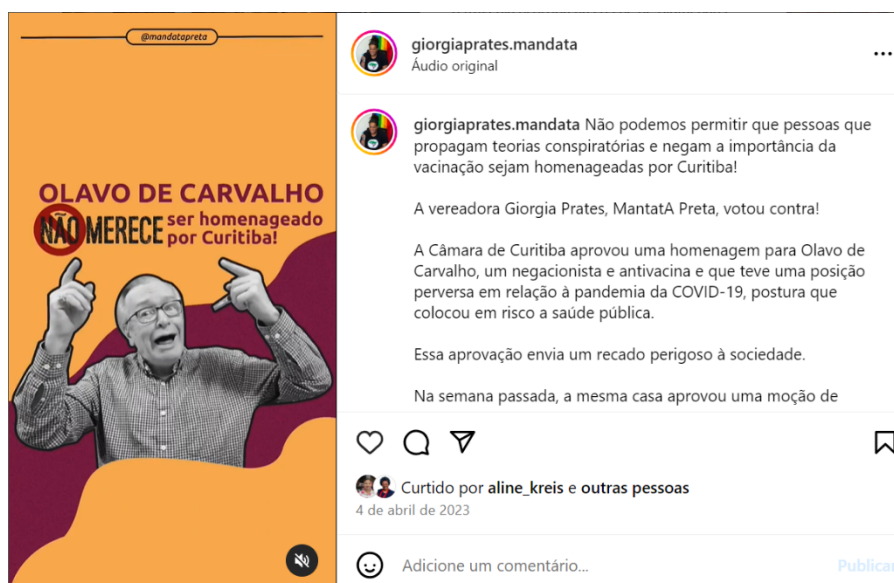 @mandatapreta
OLAVO DE CARVALHO
NÃO MERECE ser homenageado
por Curitiba!
giorgiaprates.mandata
Áudio original
giorgiaprates.mandata Não podemos permitir que pessoas que
propagam teorias conspiratórias e negam a importância da
vacinação sejam homenageadas por Curitiba!
A vereadora Giorgia Prates, MantatA Preta, votou contra!
A Câmara de Curitiba aprovou uma homenagem para Olavo de
Carvalho, um negacionista e antivacina e que teve uma posição
perversa em relação à pandemia da COVID-19, postura que
colocou em risco a saúde pública.
Essa aprovação envia um recado perigoso à sociedade.
Na semana passada, a mesma casa aprovou uma moção de
Curtido por aline_kreis e outras pessoas
4 de abril de 2023
Adicione um comentário...
Publicar